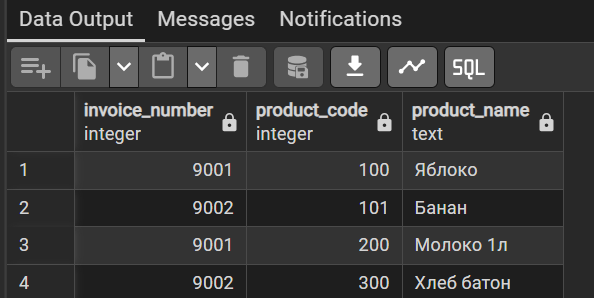 Data Output Messages Notifications
SQL
invoice_number product_code product_name
integer integer text
1 9001 100 Яблоко
2 9002 101 Банан
3 9001 200 Молоко 1л
4 9002 300 Хлеб батон